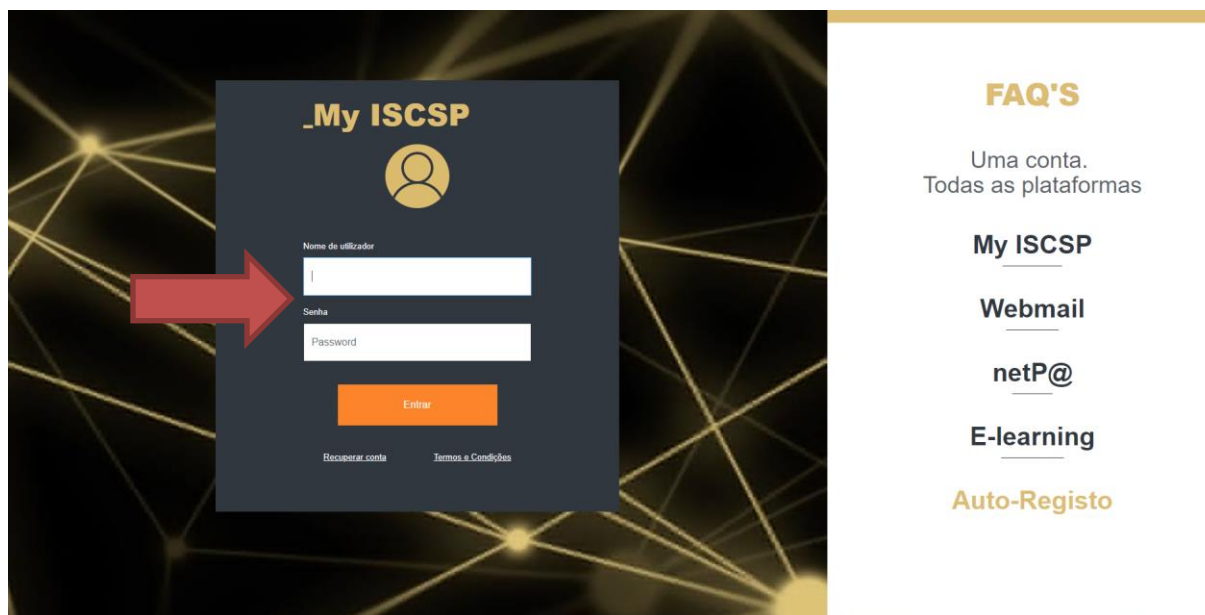 _My ISCSP
Nome de utilizador
Senha
Password
Entrar
Recuperar conta
Termos e Condições
FAQ'S
Uma conta.
Todas as plataformas
My ISCSP
Webmail
netP@
E-learning
Auto-Registo